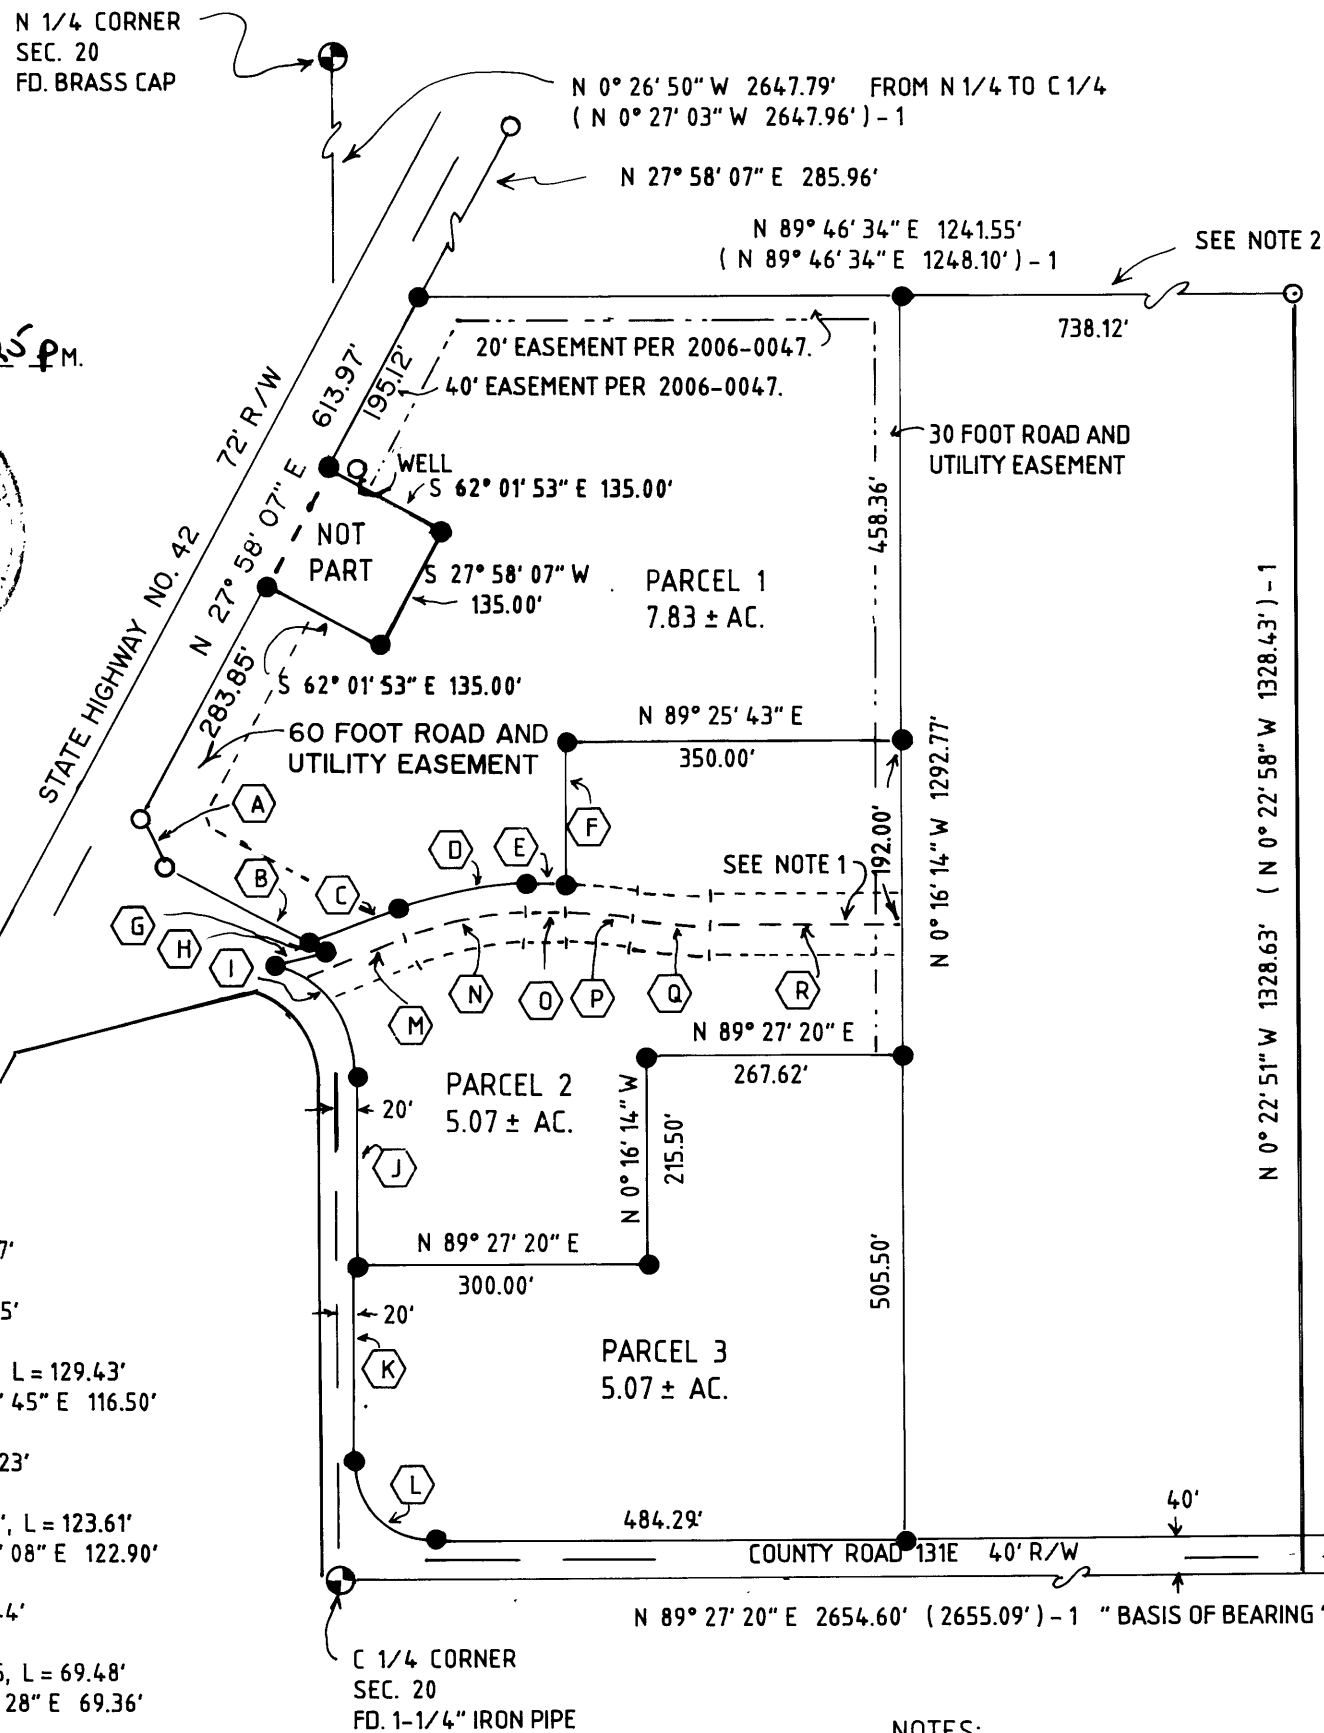 N 1/4 CORNER
SEC. 20
FD. BRASS CAP
N 0° 26' 50" W 2647.79' FROM N 1/4 TO C 1/4
( N 0° 27' 03" W 2647.96' ) - 1
N 27° 58' 07" E 285.96'
N 89° 46' 34" E 1241.55'
( N 89° 46' 34" E 1248.10' ) - 1
SEE NOTE 2
738.12'
P M.
20' EASEMENT PER 2006-0047.
40' EASEMENT PER 2006-0047.
613.97'
195.12'
72' R/W
STATE HIGHWAY NO. 42
N 27° 58' 07" E
30 FOOT ROAD AND
UTILITY EASEMENT
WELL
S 62° 01' 53" E 135.00'
NOT
PART
S 27° 58' 07" W
135.00'
458.36'
PARCEL 1
7.83 ± AC.
S 62° 01' 53" E 135.00'
283.85'
60 FOOT ROAD AND
UTILITY EASEMENT
N 89° 25' 43" E
350.00'
N 0° 16' 14" W 1292.77'
N 0° 22' 51" W 1328.63' ( N 0° 22' 58" W 1328.43' ) - 1
A
F
D
E
SEE NOTE 1
192.00'
B
C
G
H
I
M
N
O
P
Q
R
N 89° 27' 20" E
267.62'
PARCEL 2
5.07 ± AC.
20'
J
N 0° 16' 14" W
215.50'
N 89° 27' 20" E
300.00'
505.50'
20'
K
PARCEL 3
5.07 ± AC.
L
484.29'
40'
COUNTY ROAD 131E 40' R/W
N 89° 27' 20" E 2654.60' ( 2655.09' ) - 1 " BASIS OF BEARING "
C 1/4 CORNER
SEC. 20
FD. 1-1/4" IRON PIPE
7'
5'
L = 129.43'
' 45" E 116.50'
23'
', L = 123.61'
' 08" E 122.90'
4'
, L = 69.48'
28" E 69.36'
NOTES: